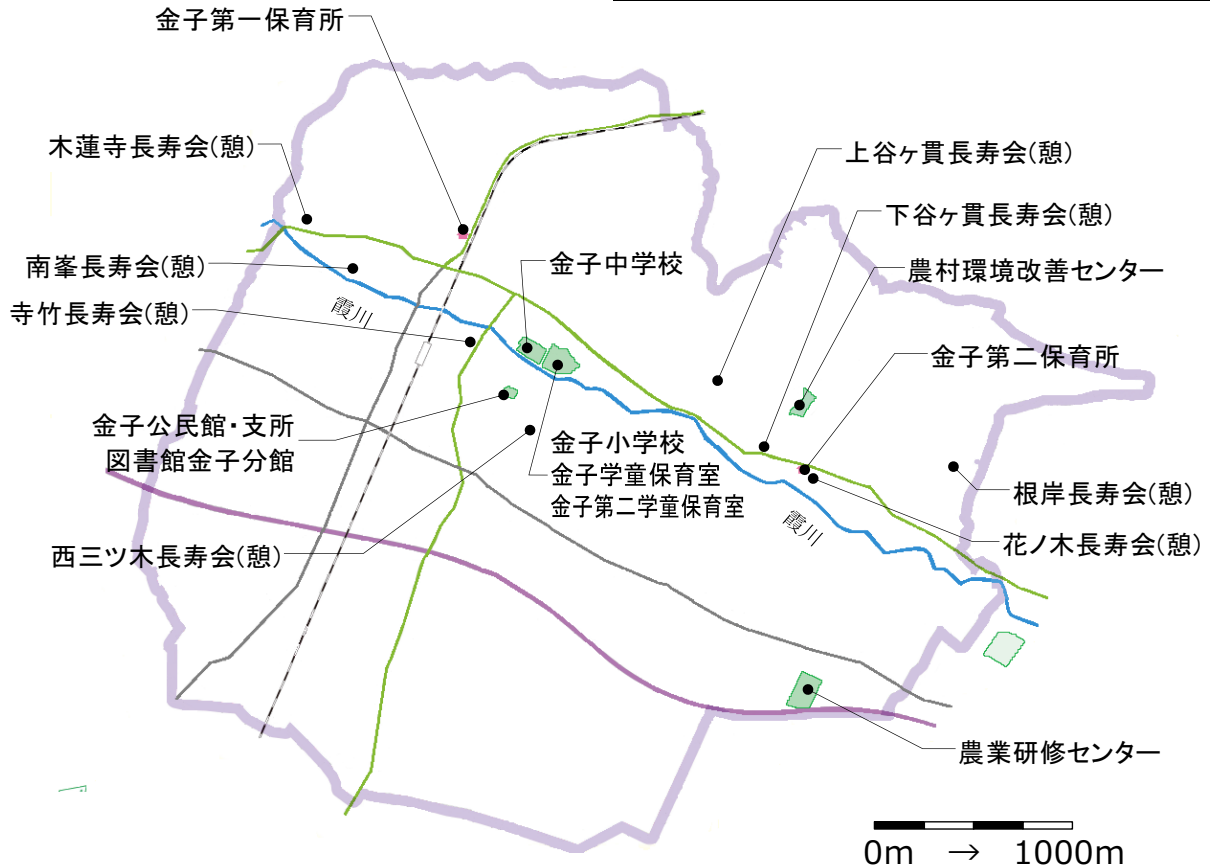 金子第一保育所
木蓮寺長寿会(憩)
上谷ヶ貫長寿会(憩)
下谷ヶ貫長寿会(憩)
南峯長寿会(憩)
金子中学校
農村環境改善センター
寺竹長寿会(憩)
霞川
金子第二保育所
金子公民館・支所
図書館金子分館
金子小学校
金子学童保育室
金子第二学童保育室
根岸長寿会(憩)
霞川
花ノ木長寿会(憩)
西三ツ木長寿会(憩)
農業研修センター
0m → 1000m